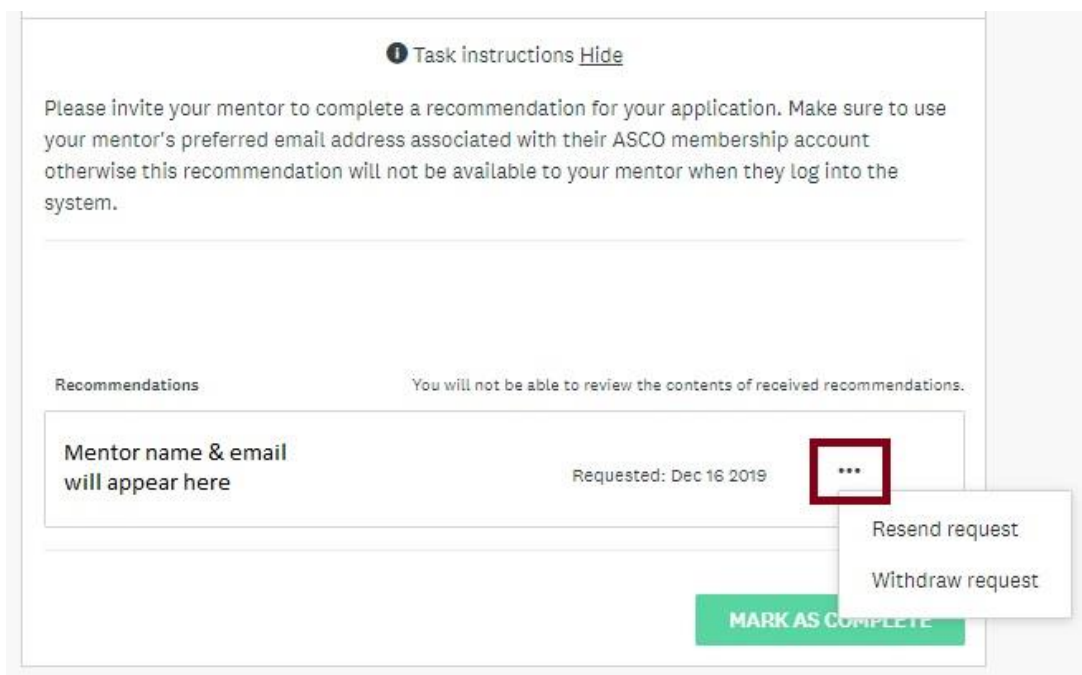 Task instructions Hide
Please invite your mentor to complete a recommendation for your application. Make sure to use
your mentor's preferred email address associated with their ASCO membership account
otherwise this recommendation will not be available to your mentor when they log into the
system.
Recommendations You will not be able to review the contents of received recommendations.
Mentor name & email
will appear here
Requested: Dec 16 2019
Resend request
Withdraw request
MARK AS COMPLETE